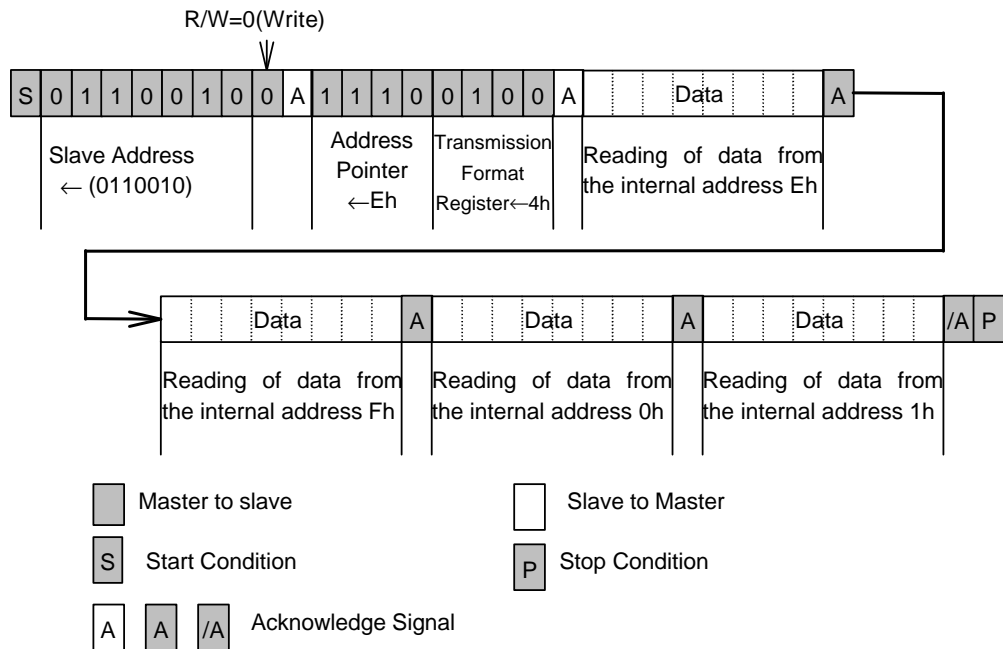 R/W=0(Write)
S 0 1 1 0 0 1 0 0 A 1 1 1 0 0 1 0 0 A Data A
Slave Address
← (0110010)
Address
Pointer
←Eh
Transmission
Format
Register←4h
Reading of data from
the internal address Eh
Data A Data A Data /A P
Reading of data from
the internal address Fh
Reading of data from
the internal address 0h
Reading of data from
the internal address 1h
Master to slave
Slave to Master
S Start Condition
P Stop Condition
A A /A Acknowledge Signal